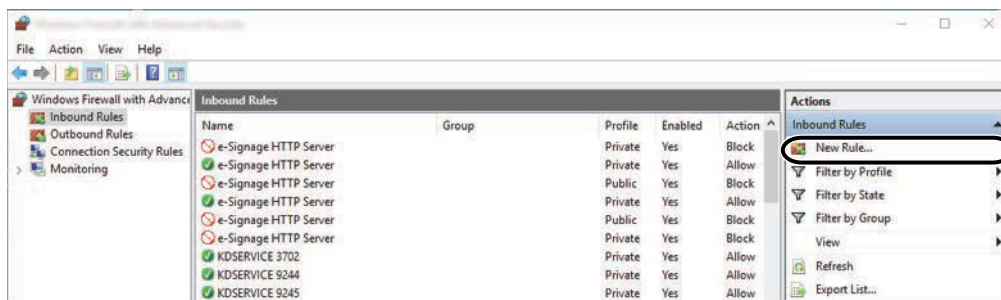 File Action View Help
Windows Firewall with Advance
Inbound Rules
Outbound Rules
Connection Security Rules
Monitoring
Inbound Rules
Name Group Profile Enabled Action
e-Signage HTTP Server Private Yes Block
e-Signage HTTP Server Private Yes Allow
e-Signage HTTP Server Public Yes Block
e-Signage HTTP Server Private Yes Allow
e-Signage HTTP Server Public Yes Block
e-Signage HTTP Server Private Yes Block
KDSERVICE 3702 Private Yes Allow
KDSERVICE 9244 Private Yes Allow
KDSERVICE 9245 Private Yes Allow
Actions
Inbound Rules
New Rule...
Filter by Profile
Filter by State
Filter by Group
View
Refresh
Export List...